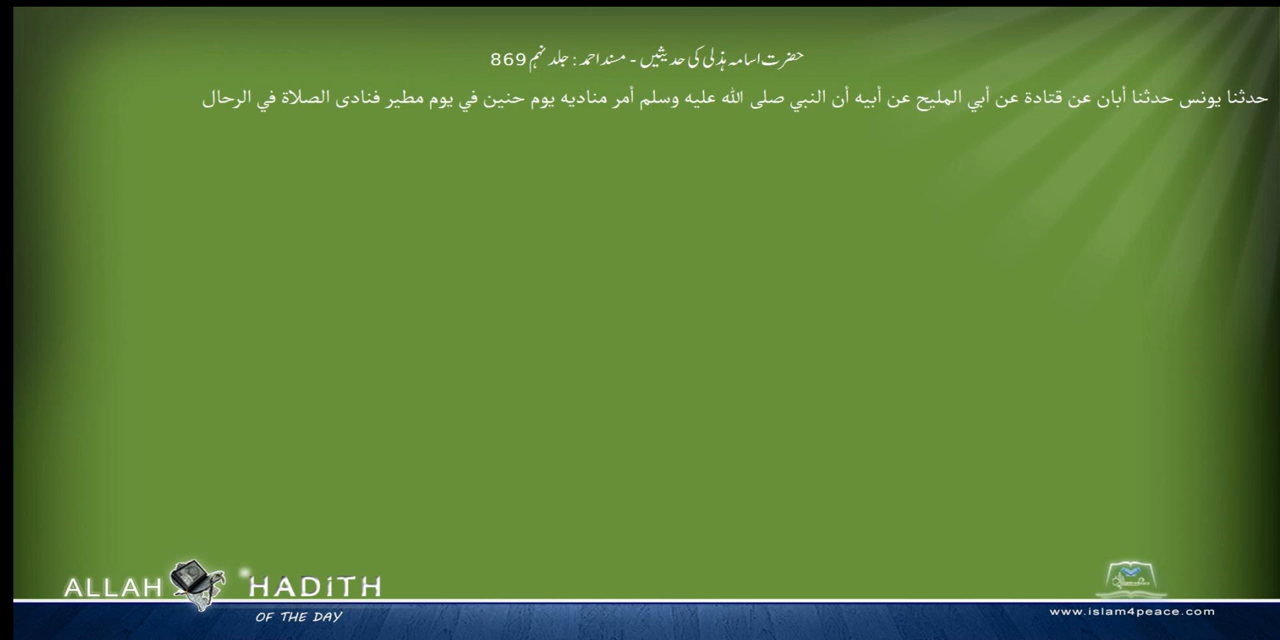 حضرت اسامہ ہذلی کی حدیثیں - مسند احمد : جلد نہم 869
حدثنا يونس حدثنا أبان عن قتادة عن أبي المليح عن أبيه أن النبي صلى الله عليه وسلم أمر مناديه يوم حنين في يوم مطير فنادى الصلاة في الرحال
ALLAH HADITH
OF THE DAY
www.islam4peace.com